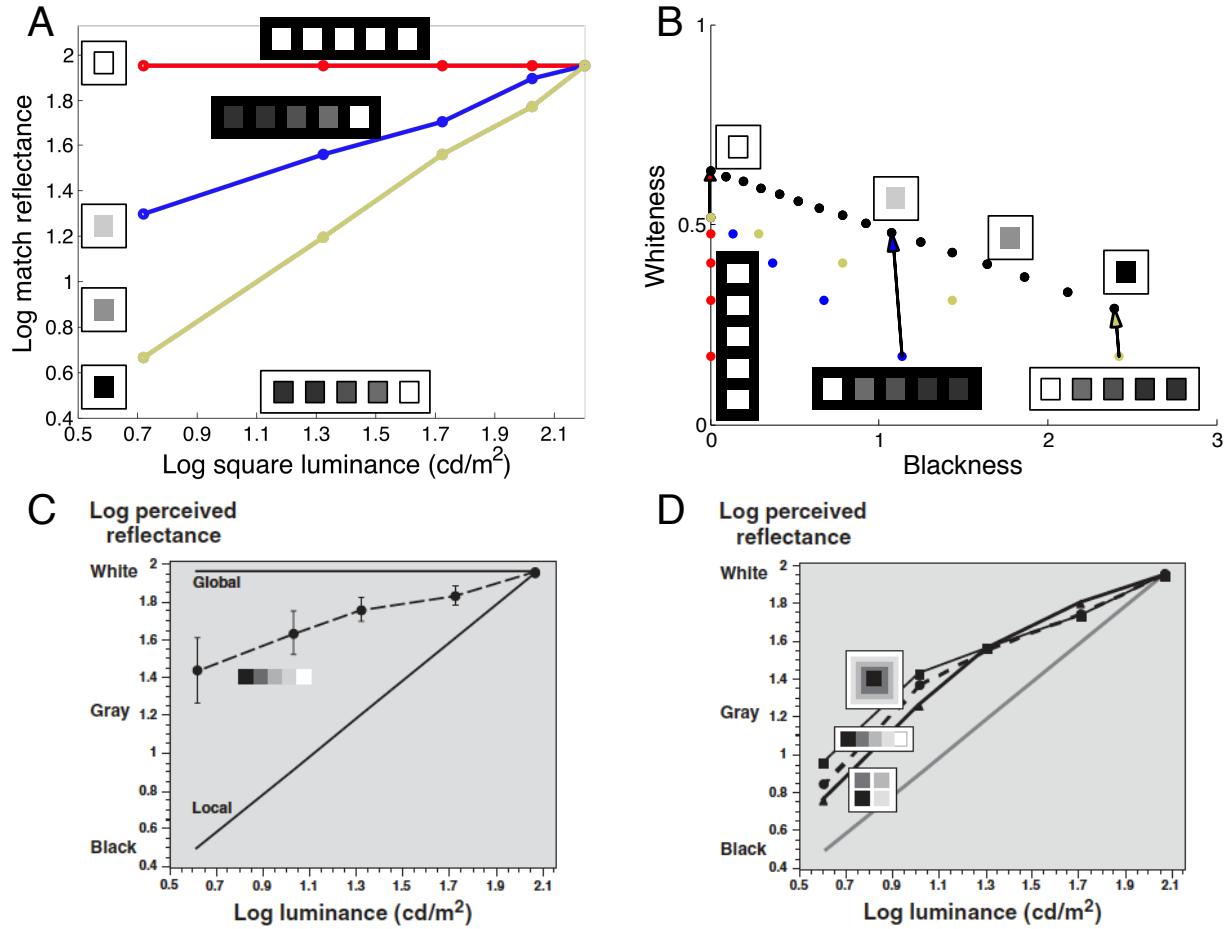 A
Log match reflectance
2
1.8
1.6
1.4
1.2
1
0.8
0.6
0.4
0.5 0.7 0.9 1.1 1.3 1.5 1.7 1.9 2.1
Log square luminance (cd/m²)
B
Whiteness
1
0.5
0
0 1 2 3
Blackness
C
Log perceived
reflectance
White
Gray
Black
2
1.8
1.6
1.4
1.2
1
0.8
0.6
0.4
Global
Local
0.5 0.7 0.9 1.1 1.3 1.5 1.7 1.9 2.1
Log luminance (cd/m²)
D
Log perceived
reflectance
White
Gray
Black
2
1.8
1.6
1.4
1.2
1
0.8
0.6
0.4
0.5 0.7 0.9 1.1 1.3 1.5 1.7 1.9 2.1
Log luminance (cd/m²)